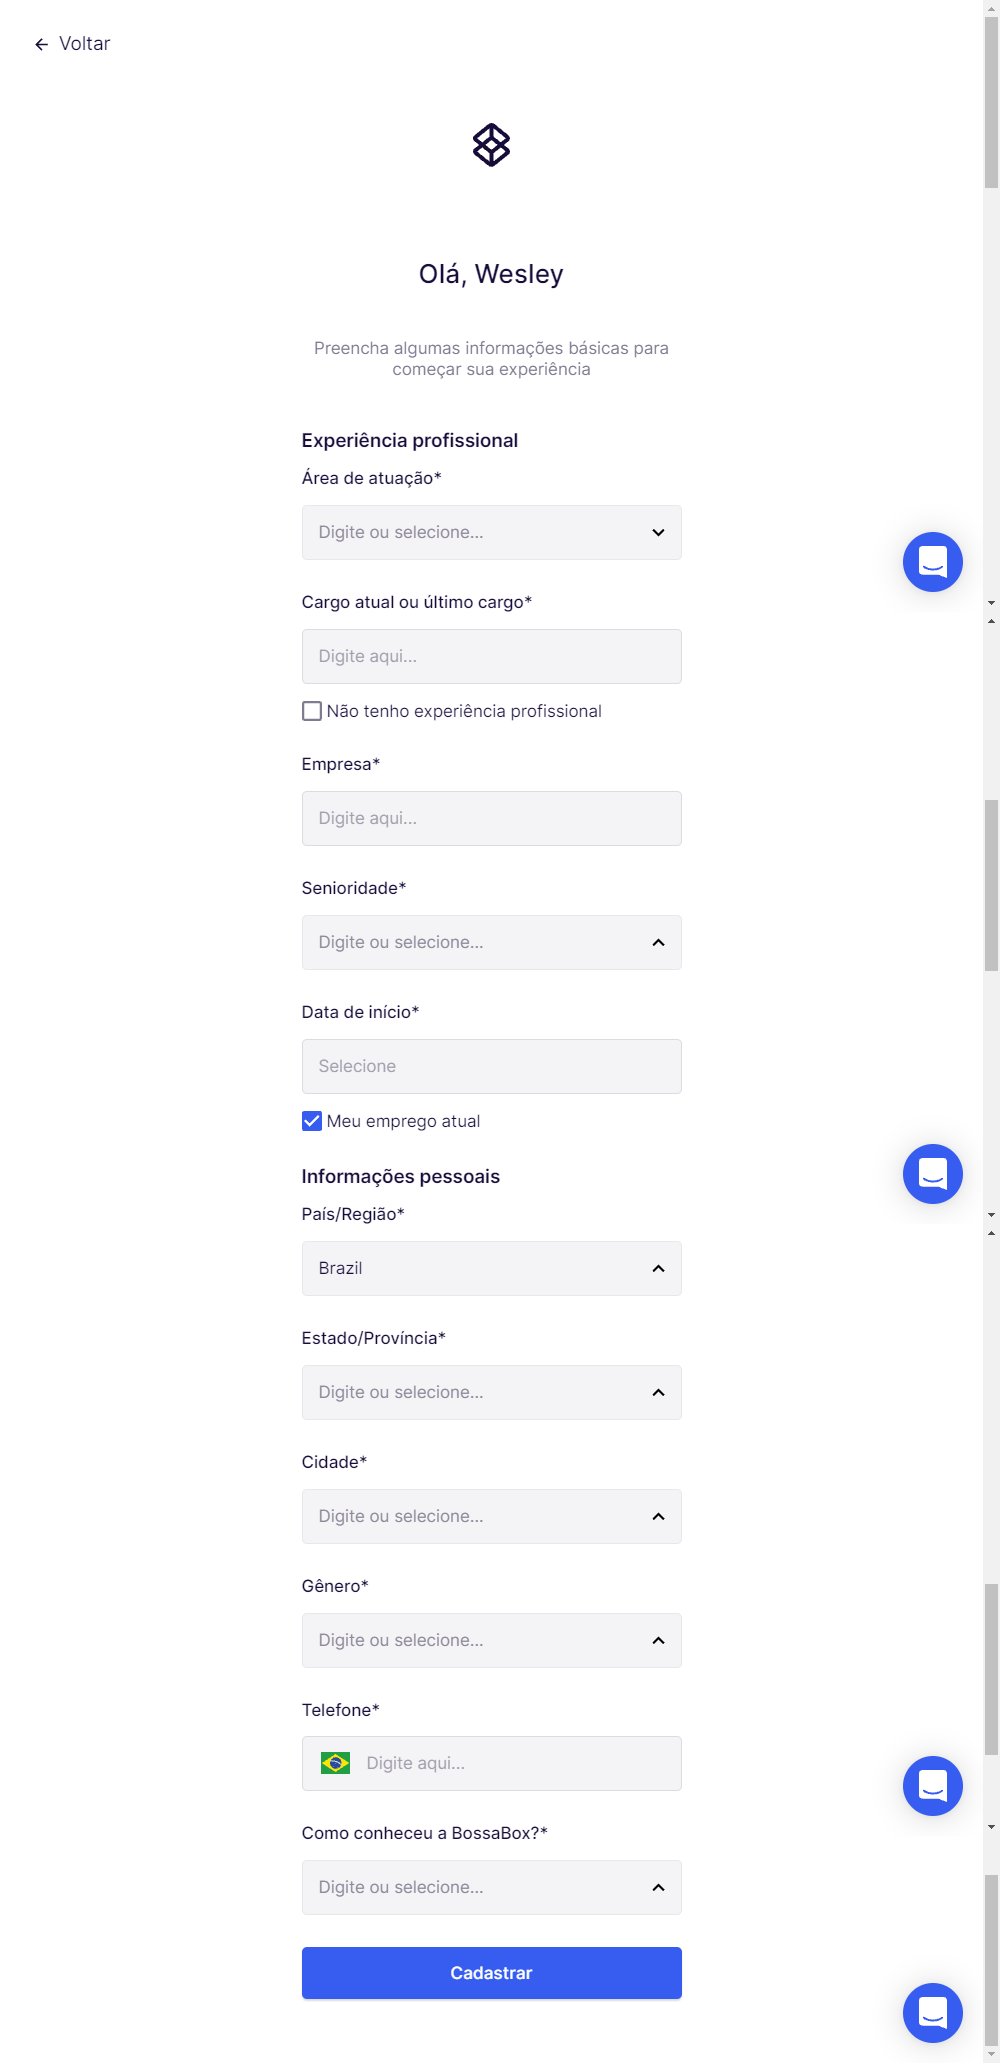 Voltar
Olá, Wesley
Preencha algumas informações básicas para
começar sua experiência
Experiência profissional
Área de atuação*
Digite ou selecione...
Cargo atual ou último cargo*
Digite aqui...
Não tenho experiência profissional
Empresa*
Digite aqui...
Senioridade*
Digite ou selecione...
Data de início*
Selecione
Meu emprego atual
Informações pessoais
País/Região*
Brazil
Estado/Província*
Digite ou selecione...
Cidade*
Digite ou selecione...
Gênero*
Digite ou selecione...
Telefone*
Digite aqui...
Como conheceu a BossaBox?*
Digite ou selecione...
Cadastrar